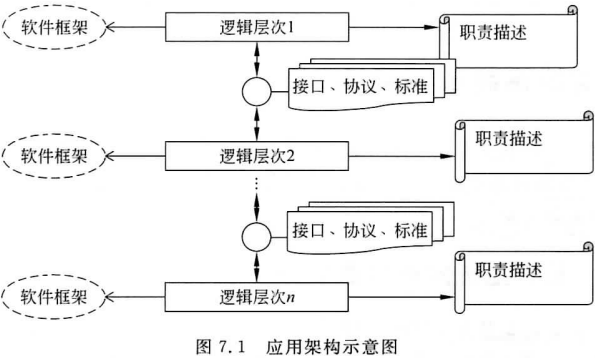 软件框架
逻辑层次1
职责描述
接口、协议、标准
软件框架
逻辑层次2
职责描述
接口、协议、标准
软件框架
逻辑层次n
职责描述
图 7.1 应用架构示意图